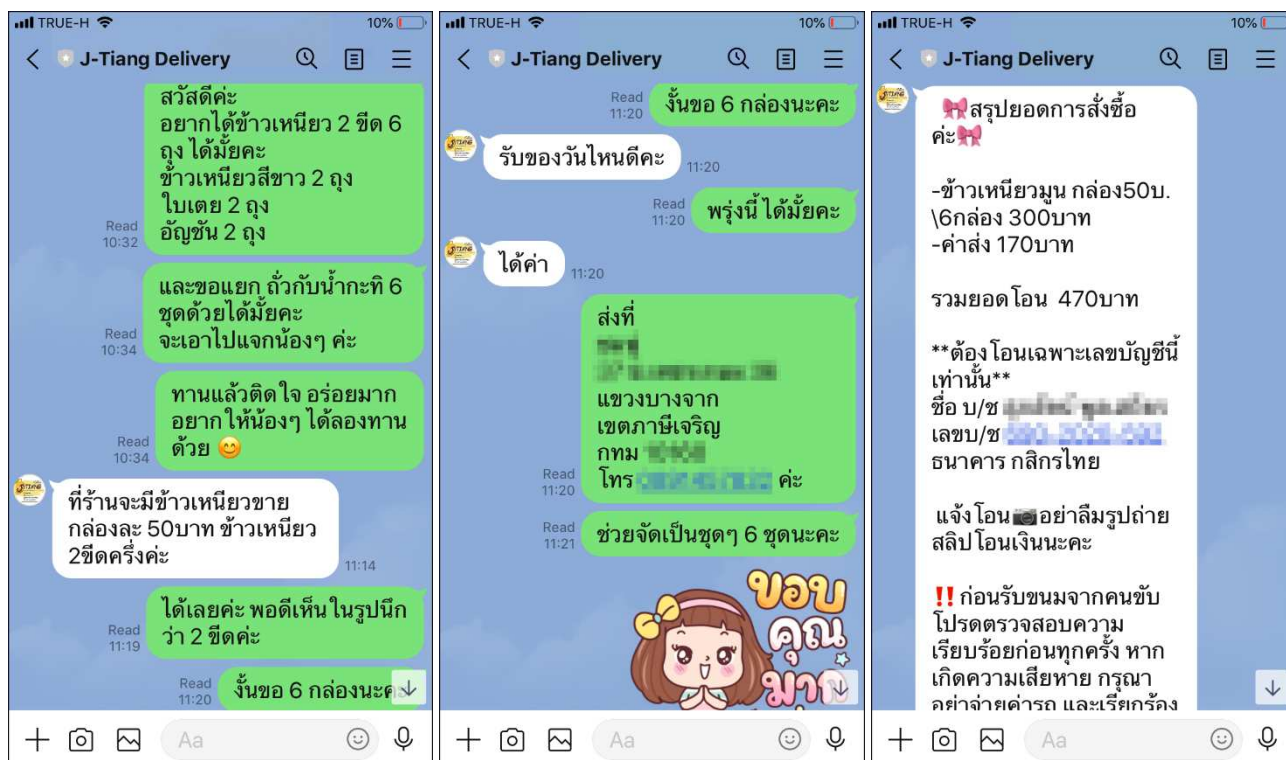 TRUE-H
10%
J-Tiang Delivery
สวัสดีค่ะ
อยากได้ข้าวเหนียว 2 ขีด 6
ถุง ได้มั้ยคะ
ข้าวเหนียวสีขาว 2 ถุง
ใบเตย 2 ถุง
อัญชัน 2 ถุง
Read
10:32
และขอแยก ถั่วกับน้ำกะทิ 6
ชุดด้วยได้มั้ยคะ
จะเอาไปแจกน้องๆ ค่ะ
Read
10:34
ทานแล้วติดใจ อร่อยมาก
อยากให้น้องๆ ได้ลองทาน
ด้วย
Read
10:34
ที่ร้านจะมีข้าวเหนียวขาย
กล่องละ 50บาท ข้าวเหนียว
2ขีดครึ่งค่ะ
11:14
ได้เลยค่ะ พอดีเห็นในรูปนึก
ว่า 2 ขีดค่ะ
Read
11:19
งั้นขอ 6 กล่องนะคะ
Read
11:20
Aa
TRUE-H
10%
J-Tiang Delivery
งั้นขอ 6 กล่องนะคะ
Read
11:20
รับของวันไหนดีคะ
11:20
พรุ่งนี้ ได้มั้ยคะ
Read
11:20
ได้ค่า
11:20
ส่งที่
แขวงบางจาก
เขตภาษีเจริญ
กทม
โทร ค่ะ
Read
11:20
ช่วยจัดเป็นชุดๆ 6 ชุดนะคะ
Read
11:21
ขอบ
คุณ
มาก
Aa
TRUE-H
10%
J-Tiang Delivery
สรุปยอดการสั่งซื้อ
ค่ะ
-ข้าวเหนียวมูน กล่อง50บ.
\6กล่อง 300บาท
-ค่าส่ง 170บาท
รวมยอดโอน 470บาท
**ต้องโอนเฉพาะเลขบัญชีนี้
เท่านั้น**
ชื่อ บ/ช
เลขบ/ช
ธนาคาร กสิกรไทย
แจ้งโอน📷อย่าลืมรูปถ่าย
สลิปโอนเงินนะคะ
‼️ ก่อนรับขนมจากคนขับ
โปรดตรวจสอบความ
เรียบร้อยก่อนทุกครั้ง หาก
เกิดความเสียหาย กรุณา
อย่าจ่ายค่ารถ และเรียกร้อง
Aa